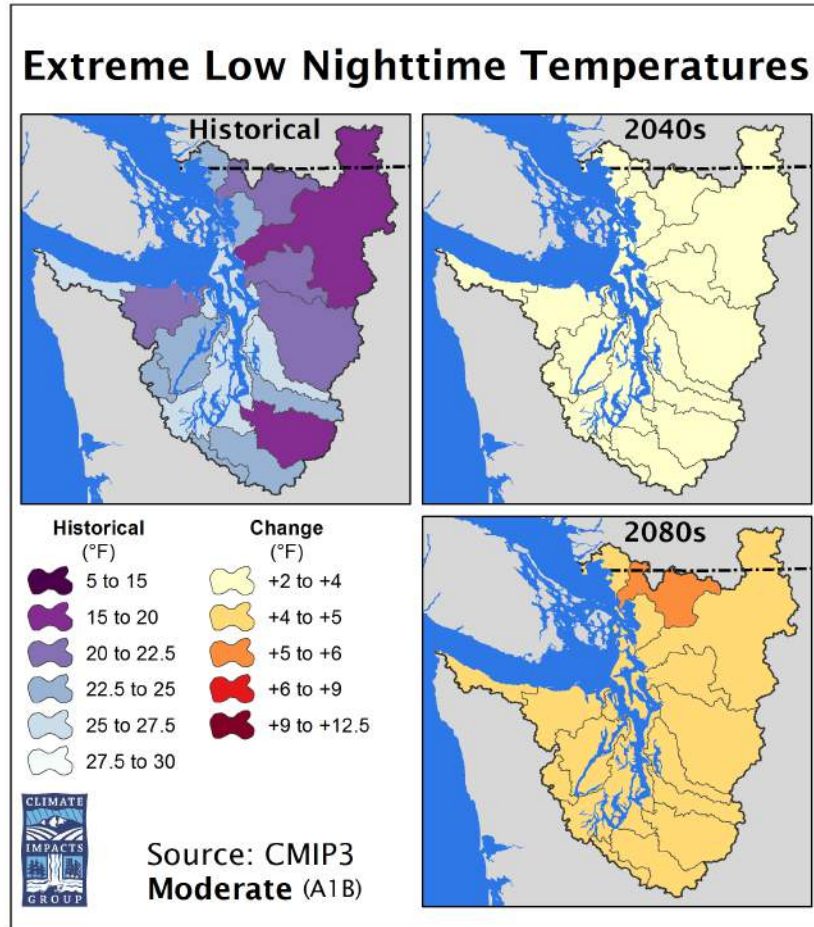 Extreme Low Nighttime Temperatures
Historical
2040s
Historical
(°F)
5 to 15
15 to 20
20 to 22.5
22.5 to 25
25 to 27.5
27.5 to 30
Change
(°F)
+2 to +4
+4 to +5
+5 to +6
+6 to +9
+9 to +12.5
2080s
CLIMATE
IMPACTS
GROUP
Source: CMIP3
Moderate (A1B)